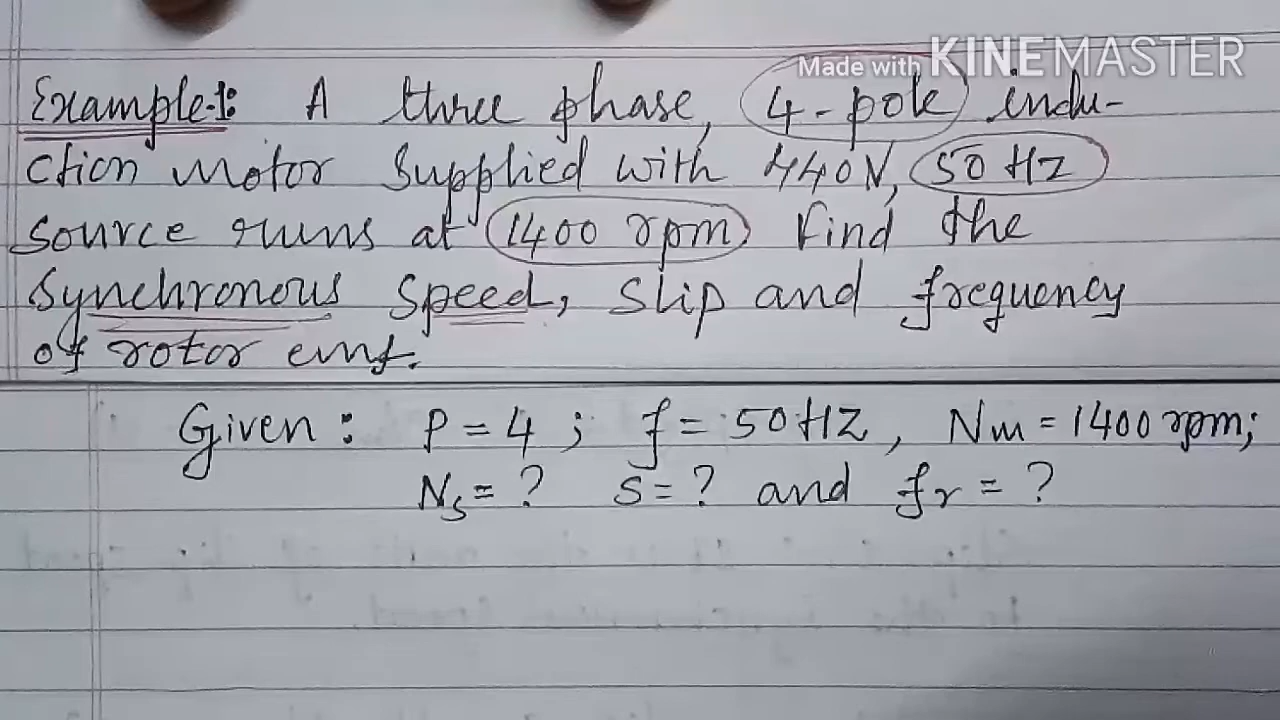 Made with KINEMASTER
Example-1: A three phase, 4-pole indu-
ction motor supplied with 440V, 50 Hz
source runs at 1400 rpm. Find the
synchronous speed, slip and frequency
of rotor emf.
Given: P = 4 ; f = 50 HZ, Nm = 1400 rpm;
Ns = ? S = ? and fr = ?